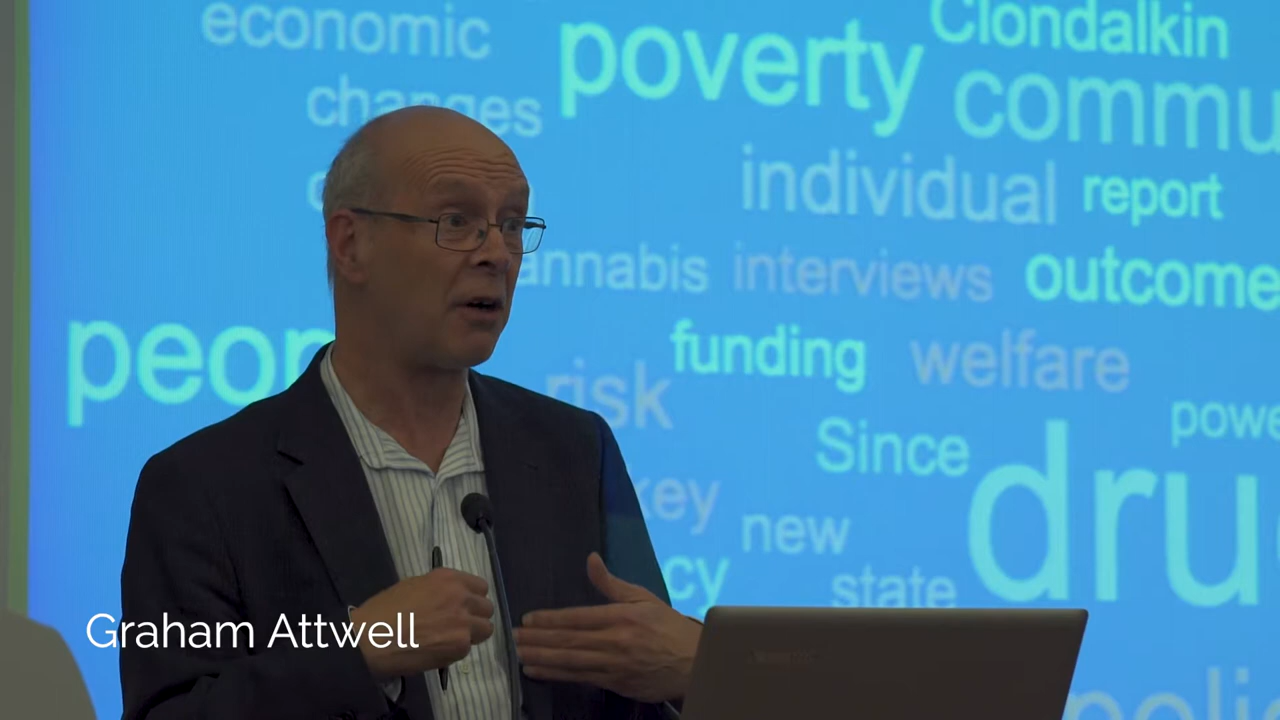 economic
poverty
Clondalkin
changes
commu
individual
report
annabis
interviews
outcome
peop
funding
welfare
risk
powe
Since
key
dru
new
cy
state
Graham Attwell
poli